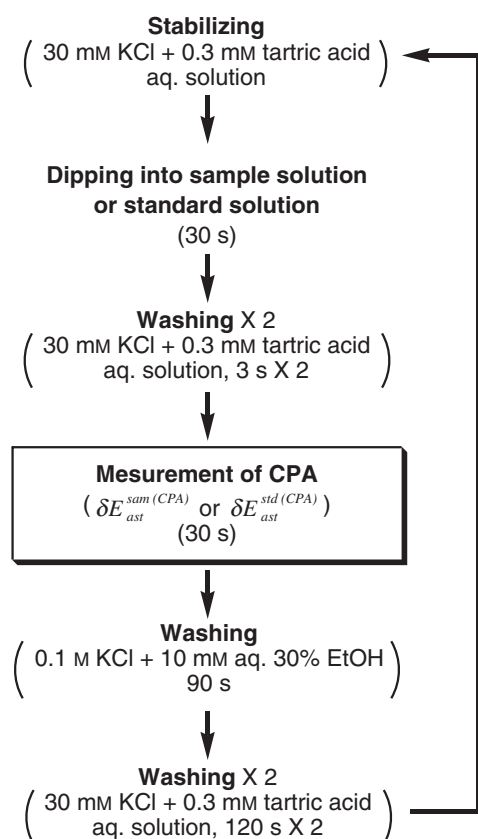 Stabilizing
( 30 mM KCl + 0.3 mM tartric acid
aq. solution )
Dipping into sample solution
or standard solution
(30 s)
Washing X 2
( 30 mM KCl + 0.3 mM tartric acid
aq. solution, 3 s X 2 )
Mesurement of CPA
( δE_ast^sam (CPA) or δE_ast^std (CPA) )
(30 s)
Washing
( 0.1 M KCl + 10 mM aq. 30% EtOH
90 s )
Washing X 2
( 30 mM KCl + 0.3 mM tartric acid
aq. solution, 120 s X 2 )